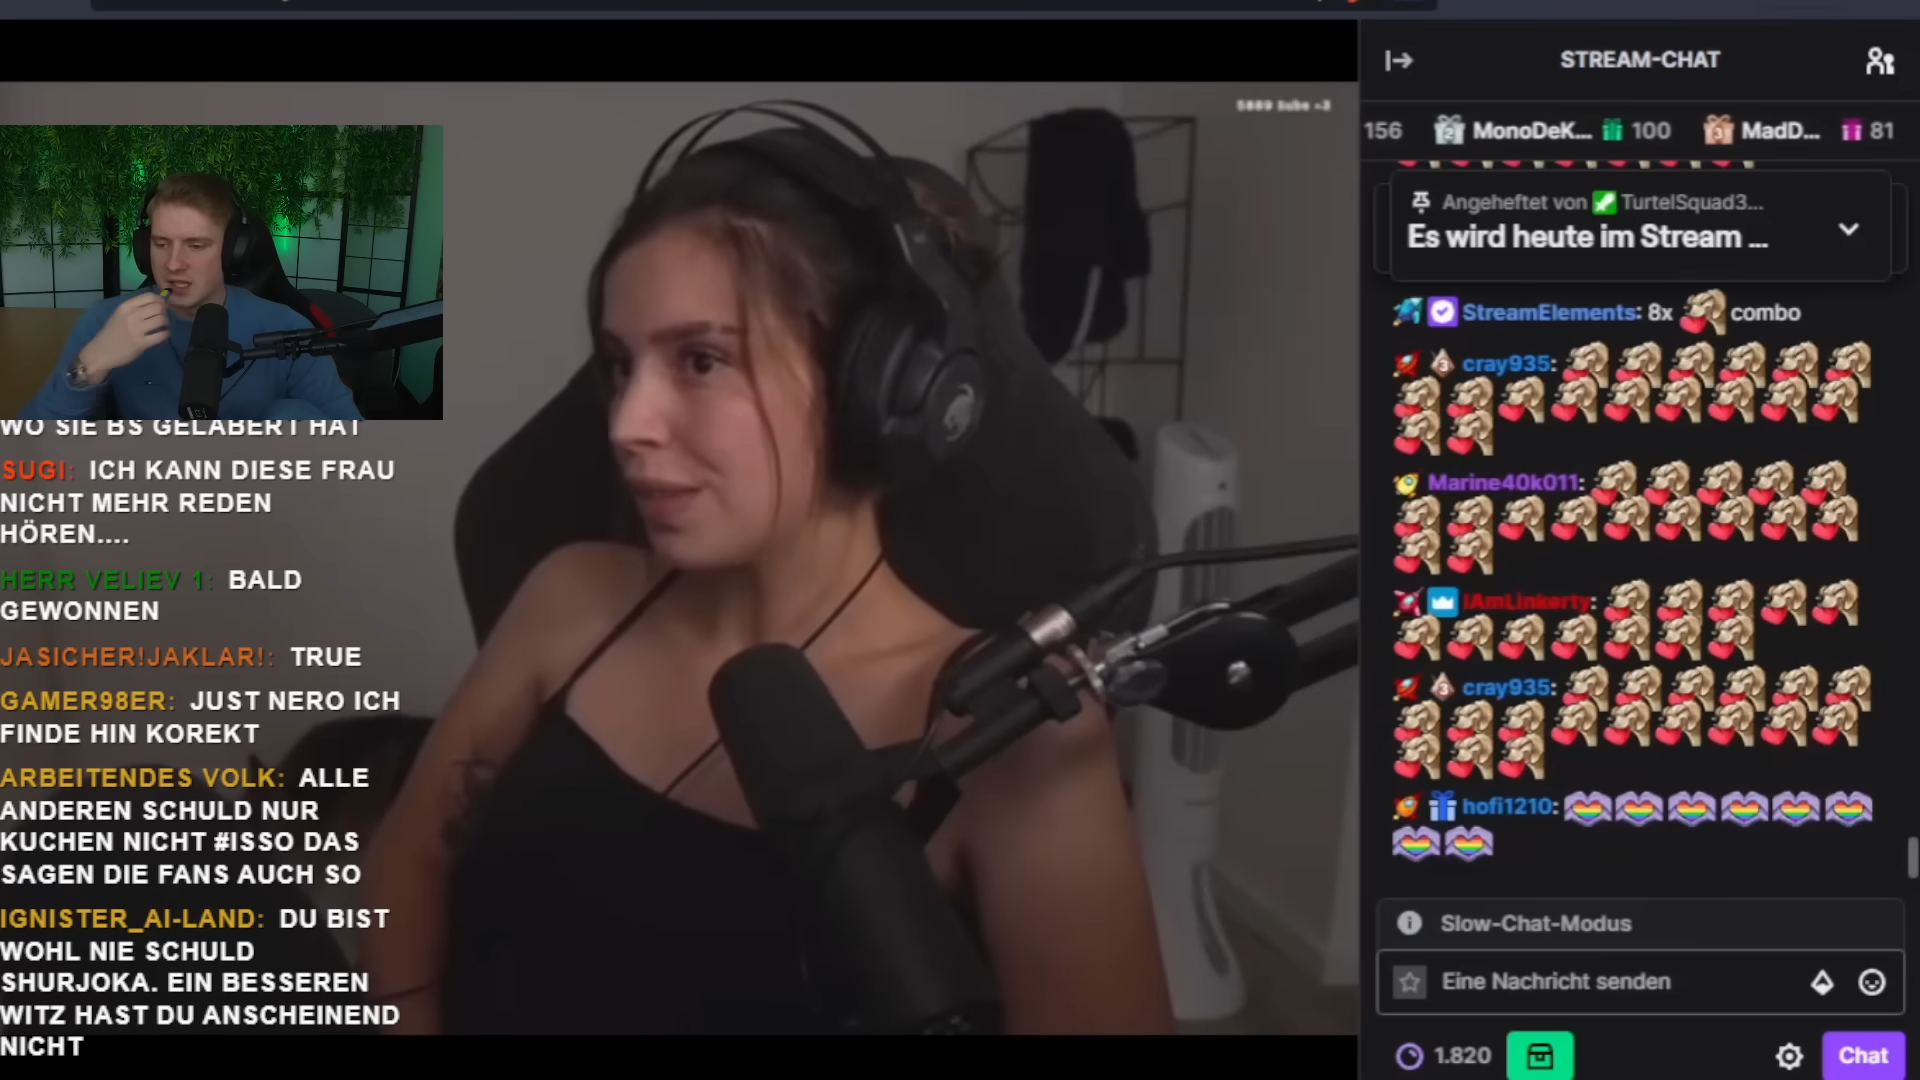 5889 Subs +3
WO SIE BS GELABERT HAT
SUGI: ICH KANN DIESE FRAU
NICHT MEHR REDEN
HÖREN....
HERR VELIEV 1: BALD
GEWONNEN
JASICHER!JAKLAR!: TRUE
GAMER98ER: JUST NERO ICH
FINDE HIN KOREKT
ARBEITENDES VOLK: ALLE
ANDEREN SCHULD NUR
KUCHEN NICHT #ISSO DAS
SAGEN DIE FANS AUCH SO
IGNISTER_AI-LAND: DU BIST
WOHL NIE SCHULD
SHURJOKA. EIN BESSEREN
WITZ HAST DU ANSCHEINEND
NICHT
STREAM-CHAT
156 MonoDeK... 100 MadD... 81
Angeheftet von TurtelSquad3...
Es wird heute im Stream ...
StreamElements: 8x combo
cray935:
Marine40k011:
IAmLinkerty:
cray935:
hofi1210:
Slow-Chat-Modus
Eine Nachricht senden
1.820 Chat